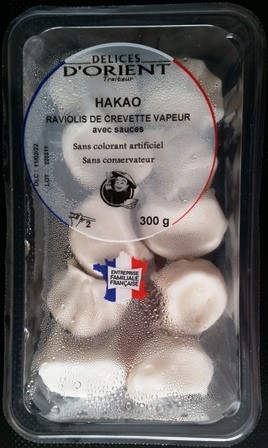 DELICES
D'ORIENT
Traiteur
HAKAO
RAVIOLIS DE CREVETTE VAPEUR
avec sauces
Sans colorant artificiel
Sans conservateur
300 g
ENTREPRISE
FAMILIALE
FRANÇAISE